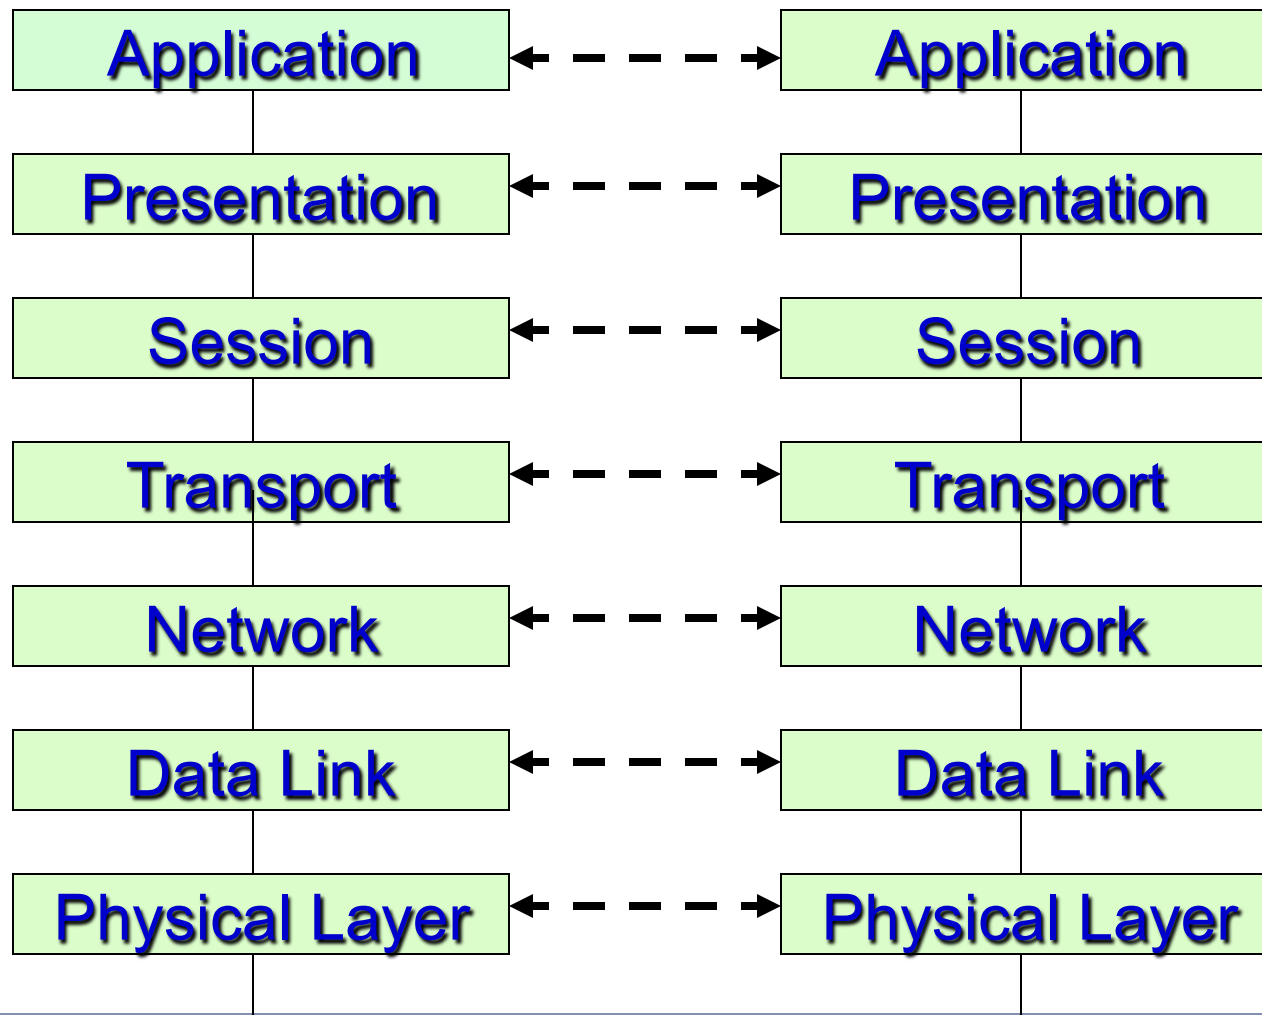 Application Application
Presentation Presentation
Session Session
Transport Transport
Network Network
Data Link Data Link
Physical Layer Physical Layer